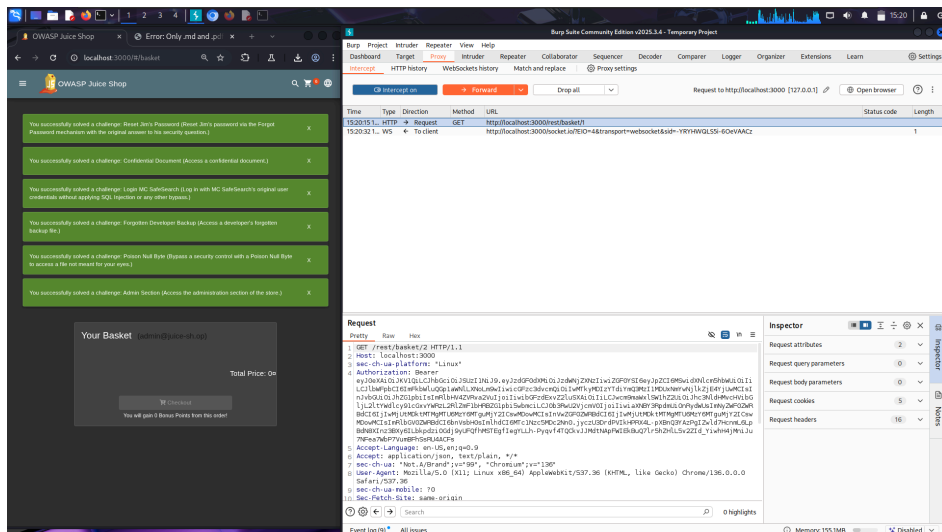 1 2 3 4
15:20
OWASP Juice Shop
Error: Only .md and .pdf
localhost:3000/#/basket
OWASP Juice Shop
You successfully solved a challenge: Reset Jim's Password (Reset Jim's password via the Forgot
Password mechanism with the original answer to his security question.)
X
You successfully solved a challenge: Confidential Document (Access a confidential document.)
X
You successfully solved a challenge: Login MC SafeSearch (Log in with MC SafeSearch's original user
credentials without applying SQL Injection or any other bypass.)
X
You successfully solved a challenge: Forgotten Developer Backup (Access a developer's forgotten
backup file.)
X
You successfully solved a challenge: Poison Null Byte (Bypass a security control with a Poison Null Byte
to access a file not meant for your eyes.)
X
You successfully solved a challenge: Admin Section (Access the administration section of the store.)
X
Your Basket (admin@juice-sh.op)
Total Price: 0¤
Checkout
You will gain 0 Bonus Points from this order!
Burp Suite Community Edition v2025.3.4 - Temporary Project
Burp Project Intruder Repeater View Help
Dashboard Target Proxy Intruder Repeater Collaborator Sequencer Decoder Comparer Logger Organizer Extensions Learn Settings
Intercept HTTP history WebSockets history Match and replace Proxy settings
Intercept on Forward Drop all Request to http://localhost:3000 [127.0.0.1] Open browser
Time Type Direction Method URL Status code Length
15:20:15 1... HTTP → Request GET http://localhost:3000/rest/basket/1
15:20:32 1... WS ← To client 1
Request
Pretty Raw Hex
1 GET /rest/basket/2 HTTP/1.1
2 Host: localhost:3000
3 sec-ch-ua-platform: "Linux"
4 Authorization: Bearer
5 Accept-Language: en-US,en;q=0.9
6 Accept: application/json, text/plain, */*
7 sec-ch-ua: "Not.A/Brand";v="99", "Chromium";v="136"
8 User-Agent: Mozilla/5.0 (X11; Linux x86_64) AppleWebKit/537.36 (KHTML, like Gecko) Chrome/136.0.0.0
Safari/537.36
9 sec-ch-ua-mobile: ?0
10 Sec-Fetch-Site: same-origin
Search
0 highlights
Inspector
Request attributes 2
Request query parameters 0
Request body parameters 0
Request cookies 5
Request headers 16
Inspector
Notes
Event log (9) All issues
Memory: 155.1MB
Disabled